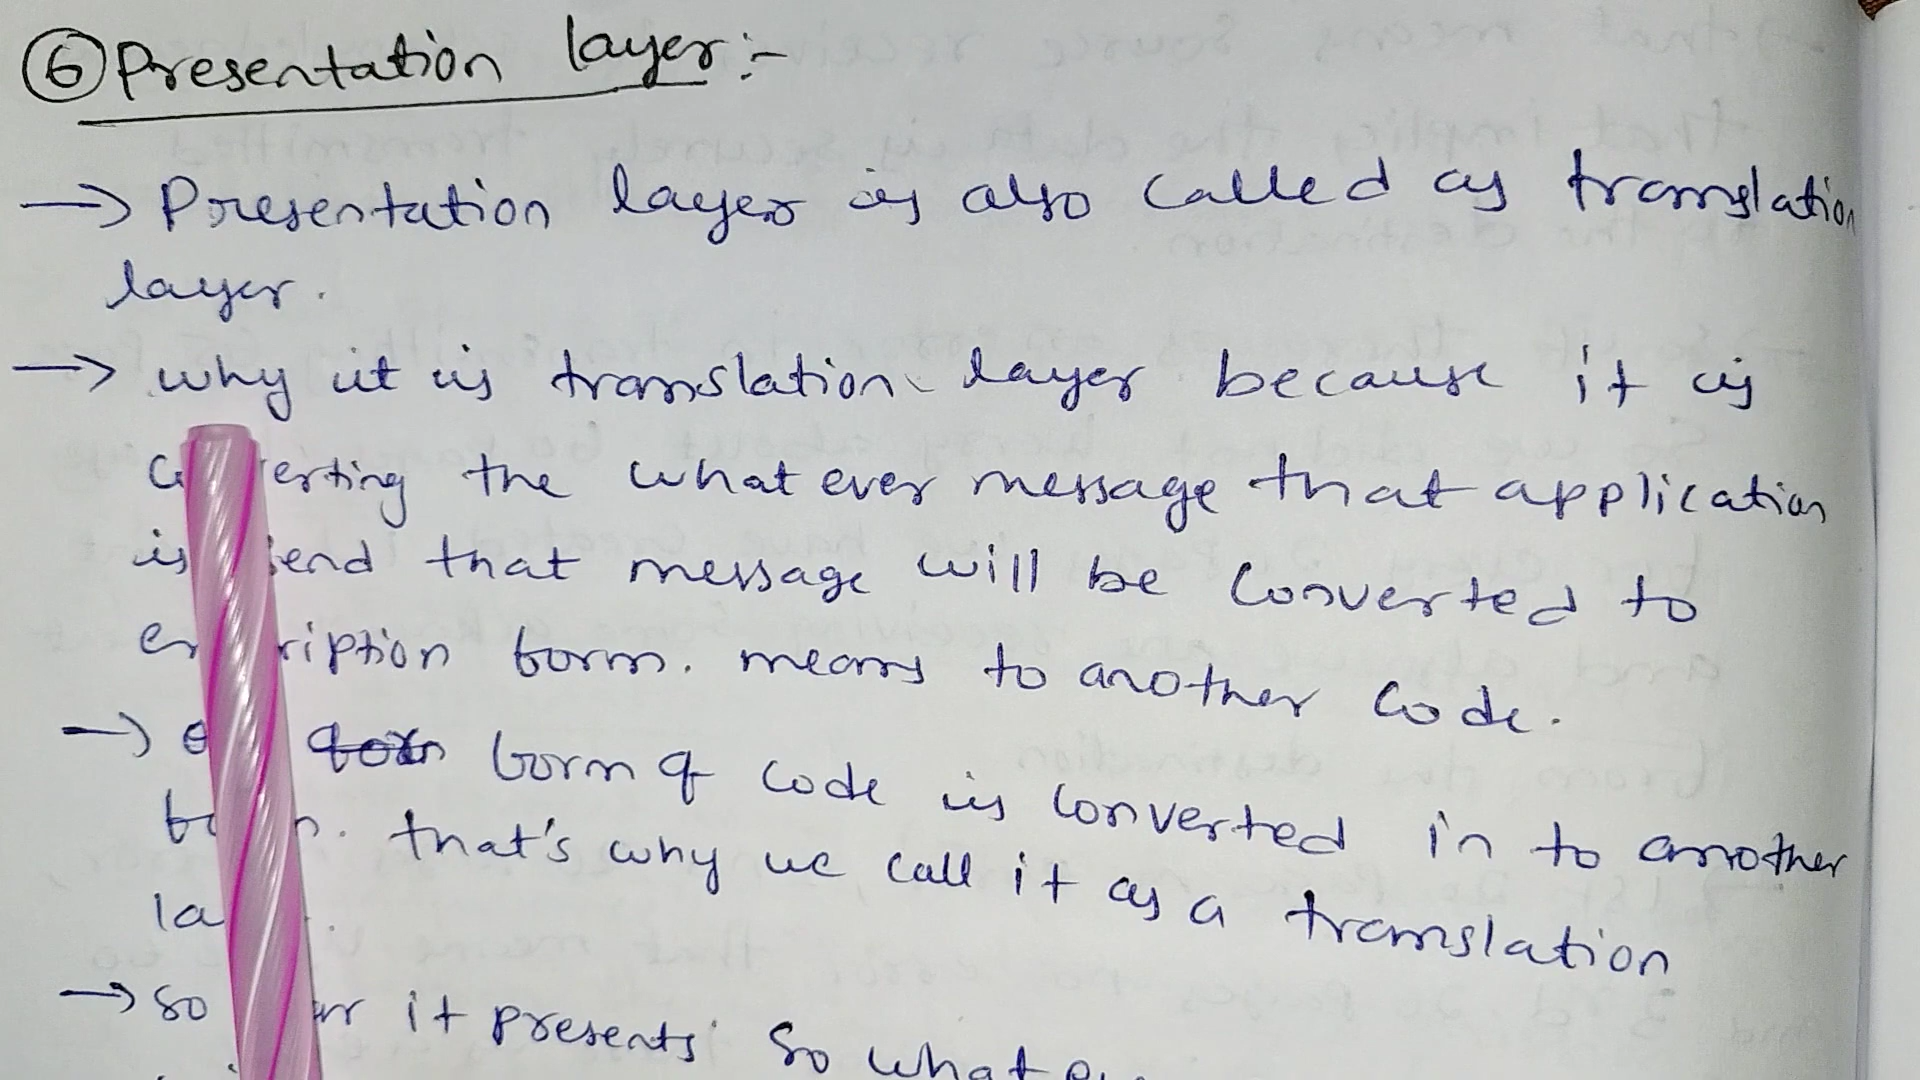 ⑥ Presentation layer:-
→ Presentation layer is also called as translation
layer.
→ why it is translation layer because it is
erting the what ever message that application
is end that message will be converted to
ription form. means to another code.
→ form of code is converted in to another
that's why we call it as a translation
la
→ so it presents so what